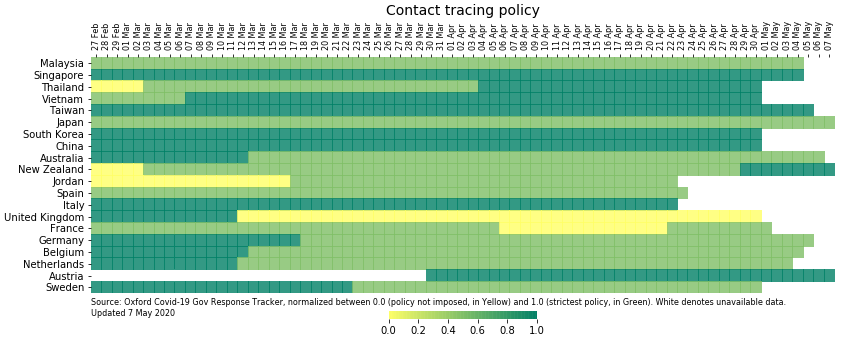 Contact tracing policy
27 Feb 28 Feb 29 Feb 01 Mar 02 Mar 03 Mar 04 Mar 05 Mar 06 Mar 07 Mar 08 Mar 09 Mar 10 Mar 11 Mar 12 Mar 13 Mar 14 Mar 15 Mar 16 Mar 17 Mar 18 Mar 19 Mar 20 Mar 21 Mar 22 Mar 23 Mar 24 Mar 25 Mar 26 Mar 27 Mar 28 Mar 29 Mar 30 Mar 31 Mar 01 Apr 02 Apr 03 Apr 04 Apr 05 Apr 06 Apr 07 Apr 08 Apr 09 Apr 10 Apr 11 Apr 12 Apr 13 Apr 14 Apr 15 Apr 16 Apr 17 Apr 18 Apr 19 Apr 20 Apr 21 Apr 22 Apr 23 Apr 24 Apr 25 Apr 26 Apr 27 Apr 28 Apr 29 Apr 30 Apr 01 May 02 May 03 May 04 May 05 May 06 May 07 May
Malaysia
Singapore
Thailand
Vietnam
Taiwan
Japan
South Korea
China
Australia
New Zealand
Jordan
Spain
Italy
United Kingdom
France
Germany
Belgium
Netherlands
Austria
Sweden
Source: Oxford Covid-19 Gov Response Tracker, normalized between 0.0 (policy not imposed, in Yellow) and 1.0 (strictest policy, in Green). White denotes unavailable data.
Updated 7 May 2020
0.0 0.2 0.4 0.6 0.8 1.0